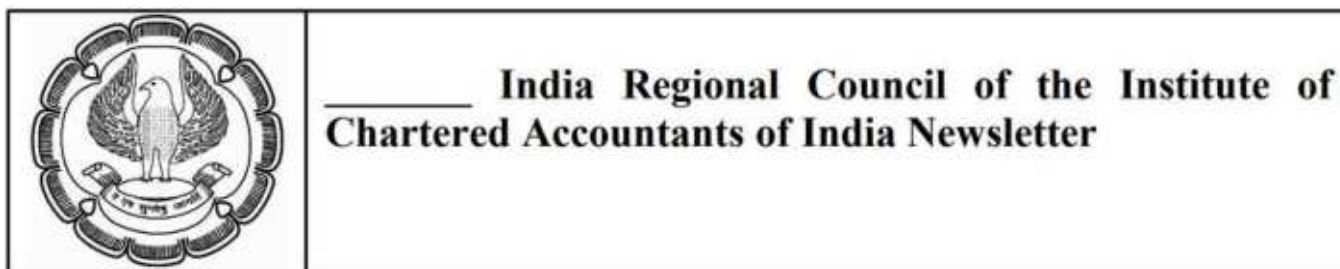 _______ India Regional Council of the Institute of
Chartered Accountants of India Newsletter